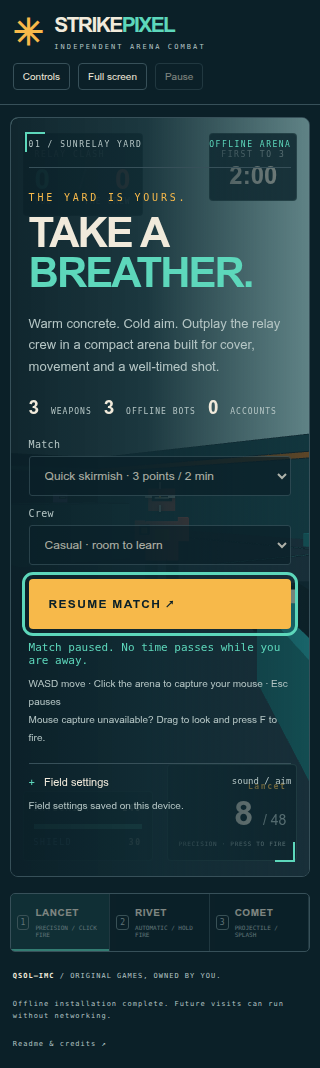 STRIKEPIXEL
INDEPENDENT ARENA COMBAT
Controls
Full screen
Pause
01 / SUNRELAY YARD
OFFLINE ARENA
FIRST TO 3
0
0
2:00
THE YARD IS YOURS.
TAKE A
BREATHER.
Warm concrete. Cold aim. Outplay the relay
crew in a compact arena built for cover,
movement and a well-timed shot.
3 WEAPONS 3 OFFLINE BOTS 0 ACCOUNTS
Match
Quick skirmish · 3 points / 2 min
Crew
Casual · room to learn
RESUME MATCH ↗
Match paused. No time passes while you
are away.
WASD move · Click the arena to capture your mouse · Esc
pauses
Mouse capture unavailable? Drag to look and press F to
fire.
+ Field settings
sound / aim
Lancet
Field settings saved on this device.
8 / 48
PRECISION · PRESS TO FIRE
1 LANCET
PRECISION / CLICK
FIRE
2 RIVET
AUTOMATIC / HOLD
FIRE
3 COMET
PROJECTILE /
SPLASH
QSOL—IMC / ORIGINAL GAMES, OWNED BY YOU.
Offline installation complete. Future visits can run
without networking.
Readme & credits ↗